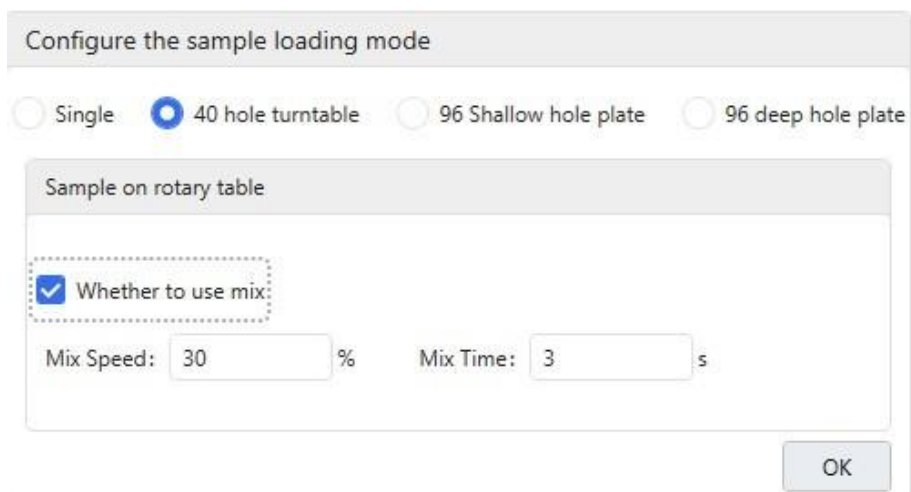 Configure the sample loading mode
Single 40 hole turntable 96 Shallow hole plate 96 deep hole plate
Sample on rotary table
Whether to use mix
Mix Speed: 30 % Mix Time: 3 s
OK